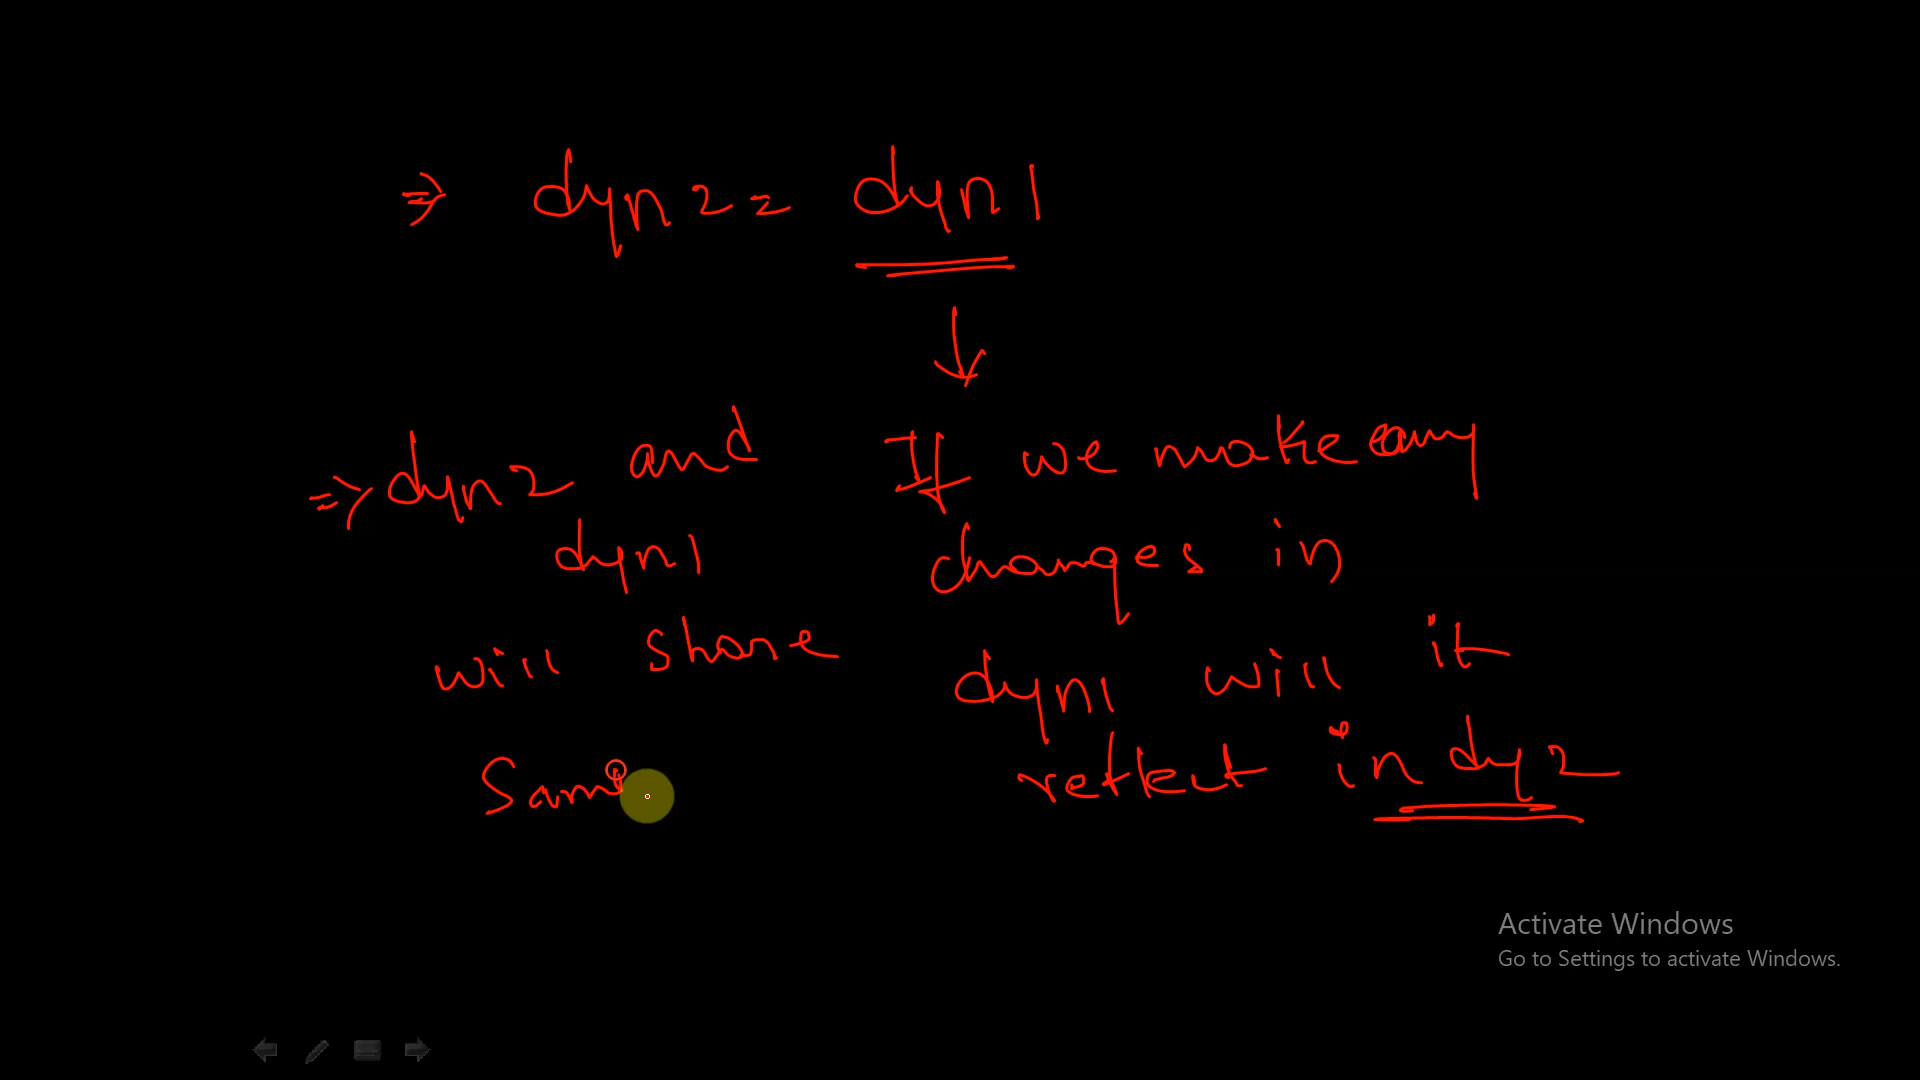 ⇒ dyn2 = dyn1
↓
⇒ dyn2 and
dyn1
will share
Same
If we make any
changes in
dyn1 will it
reflect in dy2
Activate Windows
Go to Settings to activate Windows.